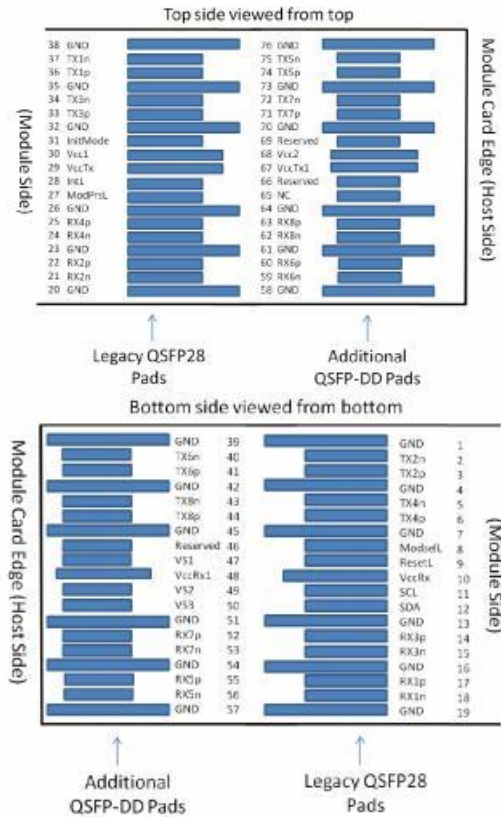 Top side viewed from top
38 GND
37 TX1n
36 TX1p
35 GND
34 TX3n
33 TX3p
32 GND
31 InitMode
30 Vcc1
29 VccTx
28 IntL
27 ModPrsL
26 GND
25 RX4p
24 RX4n
23 GND
22 RX2p
21 RX2n
20 GND
76 GND
75 TX5n
74 TX5p
73 GND
72 TX7n
71 TX7p
70 GND
69 Reserved
68 Vcc2
67 VccTx1
66 Reserved
65 NC
64 GND
63 RX8p
62 RX8n
61 GND
60 RX6p
59 RX6n
58 GND
(Module Side)
Module Card Edge (Host Side)
Legacy QSFP28
Pads
Additional
QSFP-DD Pads
Bottom side viewed from bottom
Module Card Edge (Host Side)
GND 39
TX6n 40
TX6p 41
GND 42
TX8n 43
TX8p 44
GND 45
Reserved 46
VS1 47
VccRx1 48
VS2 49
VS3 50
GND 51
RX7p 52
RX7n 53
GND 54
RX5p 55
RX5n 56
GND 57
GND 1
TX2n 2
TX2p 3
GND 4
TX4n 5
TX4p 6
GND 7
ModselL 8
ResetL 9
VccRx 10
SCL 11
SDA 12
GND 13
RX3p 14
RX3n 15
GND 16
RX1p 17
RX1n 18
GND 19
(Module Side)
Additional
QSFP-DD Pads
Legacy QSFP28
Pads